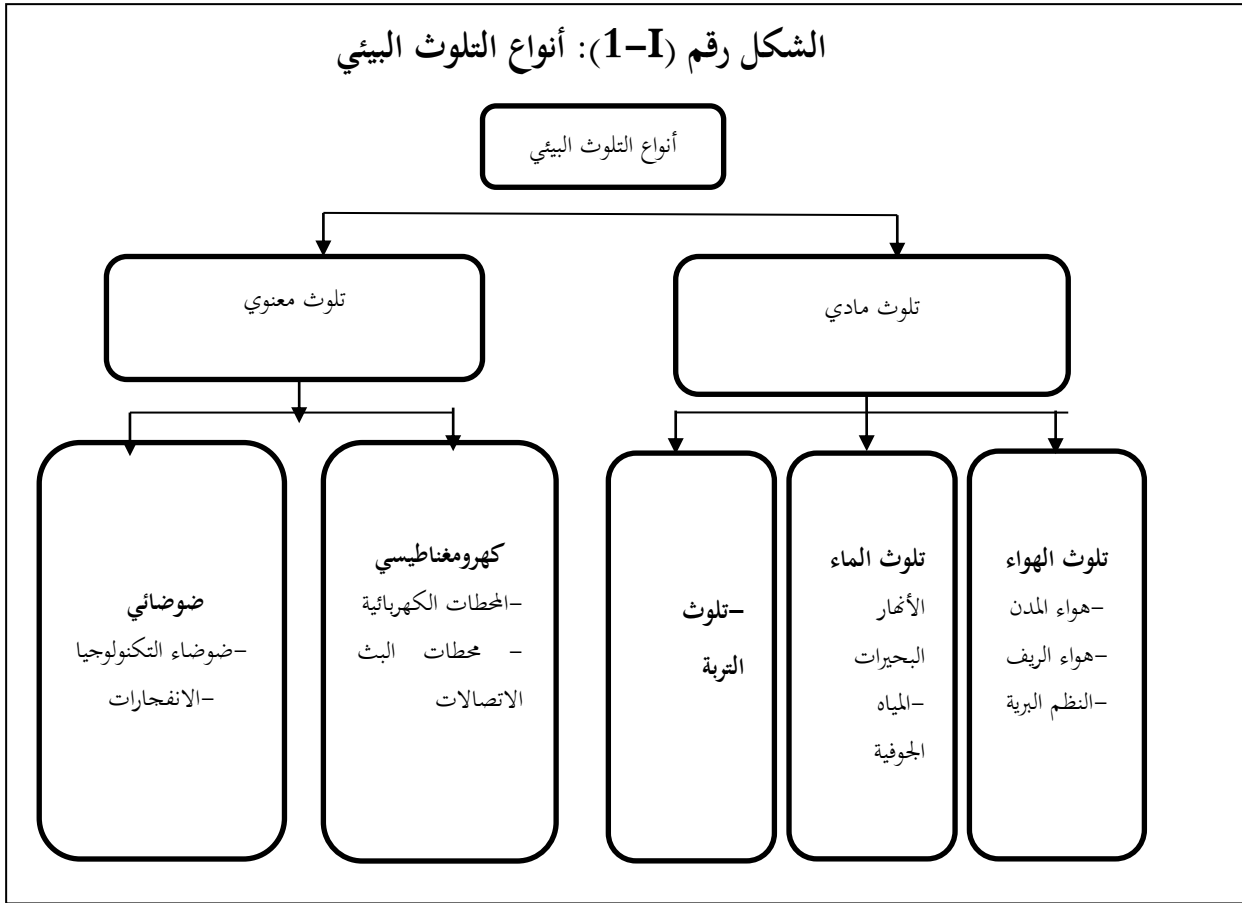 الشكل رقم (I-1): أنواع التلوث البيئي
أنواع التلوث البيئي
تلوث مادي
تلوث معنوي
تلوث الهواء
-هواء المدن
-هواء الريف
-النظم البرية
تلوث الماء
الأنهار
البحيرات
-المياه
الجوفية
-تلوث
التربة
كهرومغناطيسي
-المحطات الكهربائية
- محطات البث
الاتصالات
ضوضائي
-ضوضاء التكنولوجيا
-الانفجارات